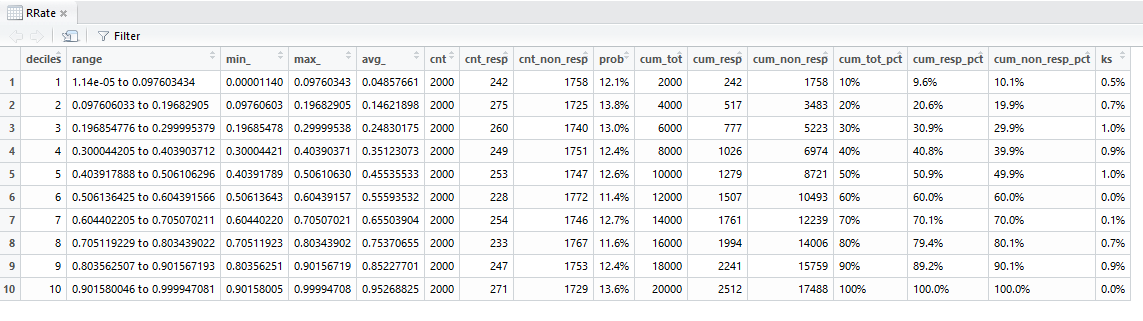 RRate
Filter
deciles range min_ max_ avg_ cnt cnt_resp cnt_non_resp prob cum_tot cum_resp cum_non_resp cum_tot_pct cum_resp_pct cum_non_resp_pct ks
1 1 1.14e-05 to 0.097603434 0.00001140 0.09760343 0.04857661 2000 242 1758 12.1% 2000 242 1758 10% 9.6% 10.1% 0.5%
2 2 0.097606033 to 0.19682905 0.09760603 0.19682905 0.14621898 2000 275 1725 13.8% 4000 517 3483 20% 20.6% 19.9% 0.7%
3 3 0.196854776 to 0.299995379 0.19685478 0.29999538 0.24830175 2000 260 1740 13.0% 6000 777 5223 30% 30.9% 29.9% 1.0%
4 4 0.300044205 to 0.403903712 0.30004421 0.40390371 0.35123073 2000 249 1751 12.4% 8000 1026 6974 40% 40.8% 39.9% 0.9%
5 5 0.403917888 to 0.506106296 0.40391789 0.50610630 0.45535533 2000 253 1747 12.6% 10000 1279 8721 50% 50.9% 49.9% 1.0%
6 6 0.506136425 to 0.604391566 0.50613643 0.60439157 0.55593532 2000 228 1772 11.4% 12000 1507 10493 60% 60.0% 60.0% 0.0%
7 7 0.604402205 to 0.705070211 0.60440220 0.70507021 0.65503904 2000 254 1746 12.7% 14000 1761 12239 70% 70.1% 70.0% 0.1%
8 8 0.705119229 to 0.803439022 0.70511923 0.80343902 0.75370655 2000 233 1767 11.6% 16000 1994 14006 80% 79.4% 80.1% 0.7%
9 9 0.803562507 to 0.901567193 0.80356251 0.90156719 0.85227701 2000 247 1753 12.4% 18000 2241 15759 90% 89.2% 90.1% 0.9%
10 10 0.901580046 to 0.999947081 0.90158005 0.99994708 0.95268825 2000 271 1729 13.6% 20000 2512 17488 100% 100.0% 100.0% 0.0%